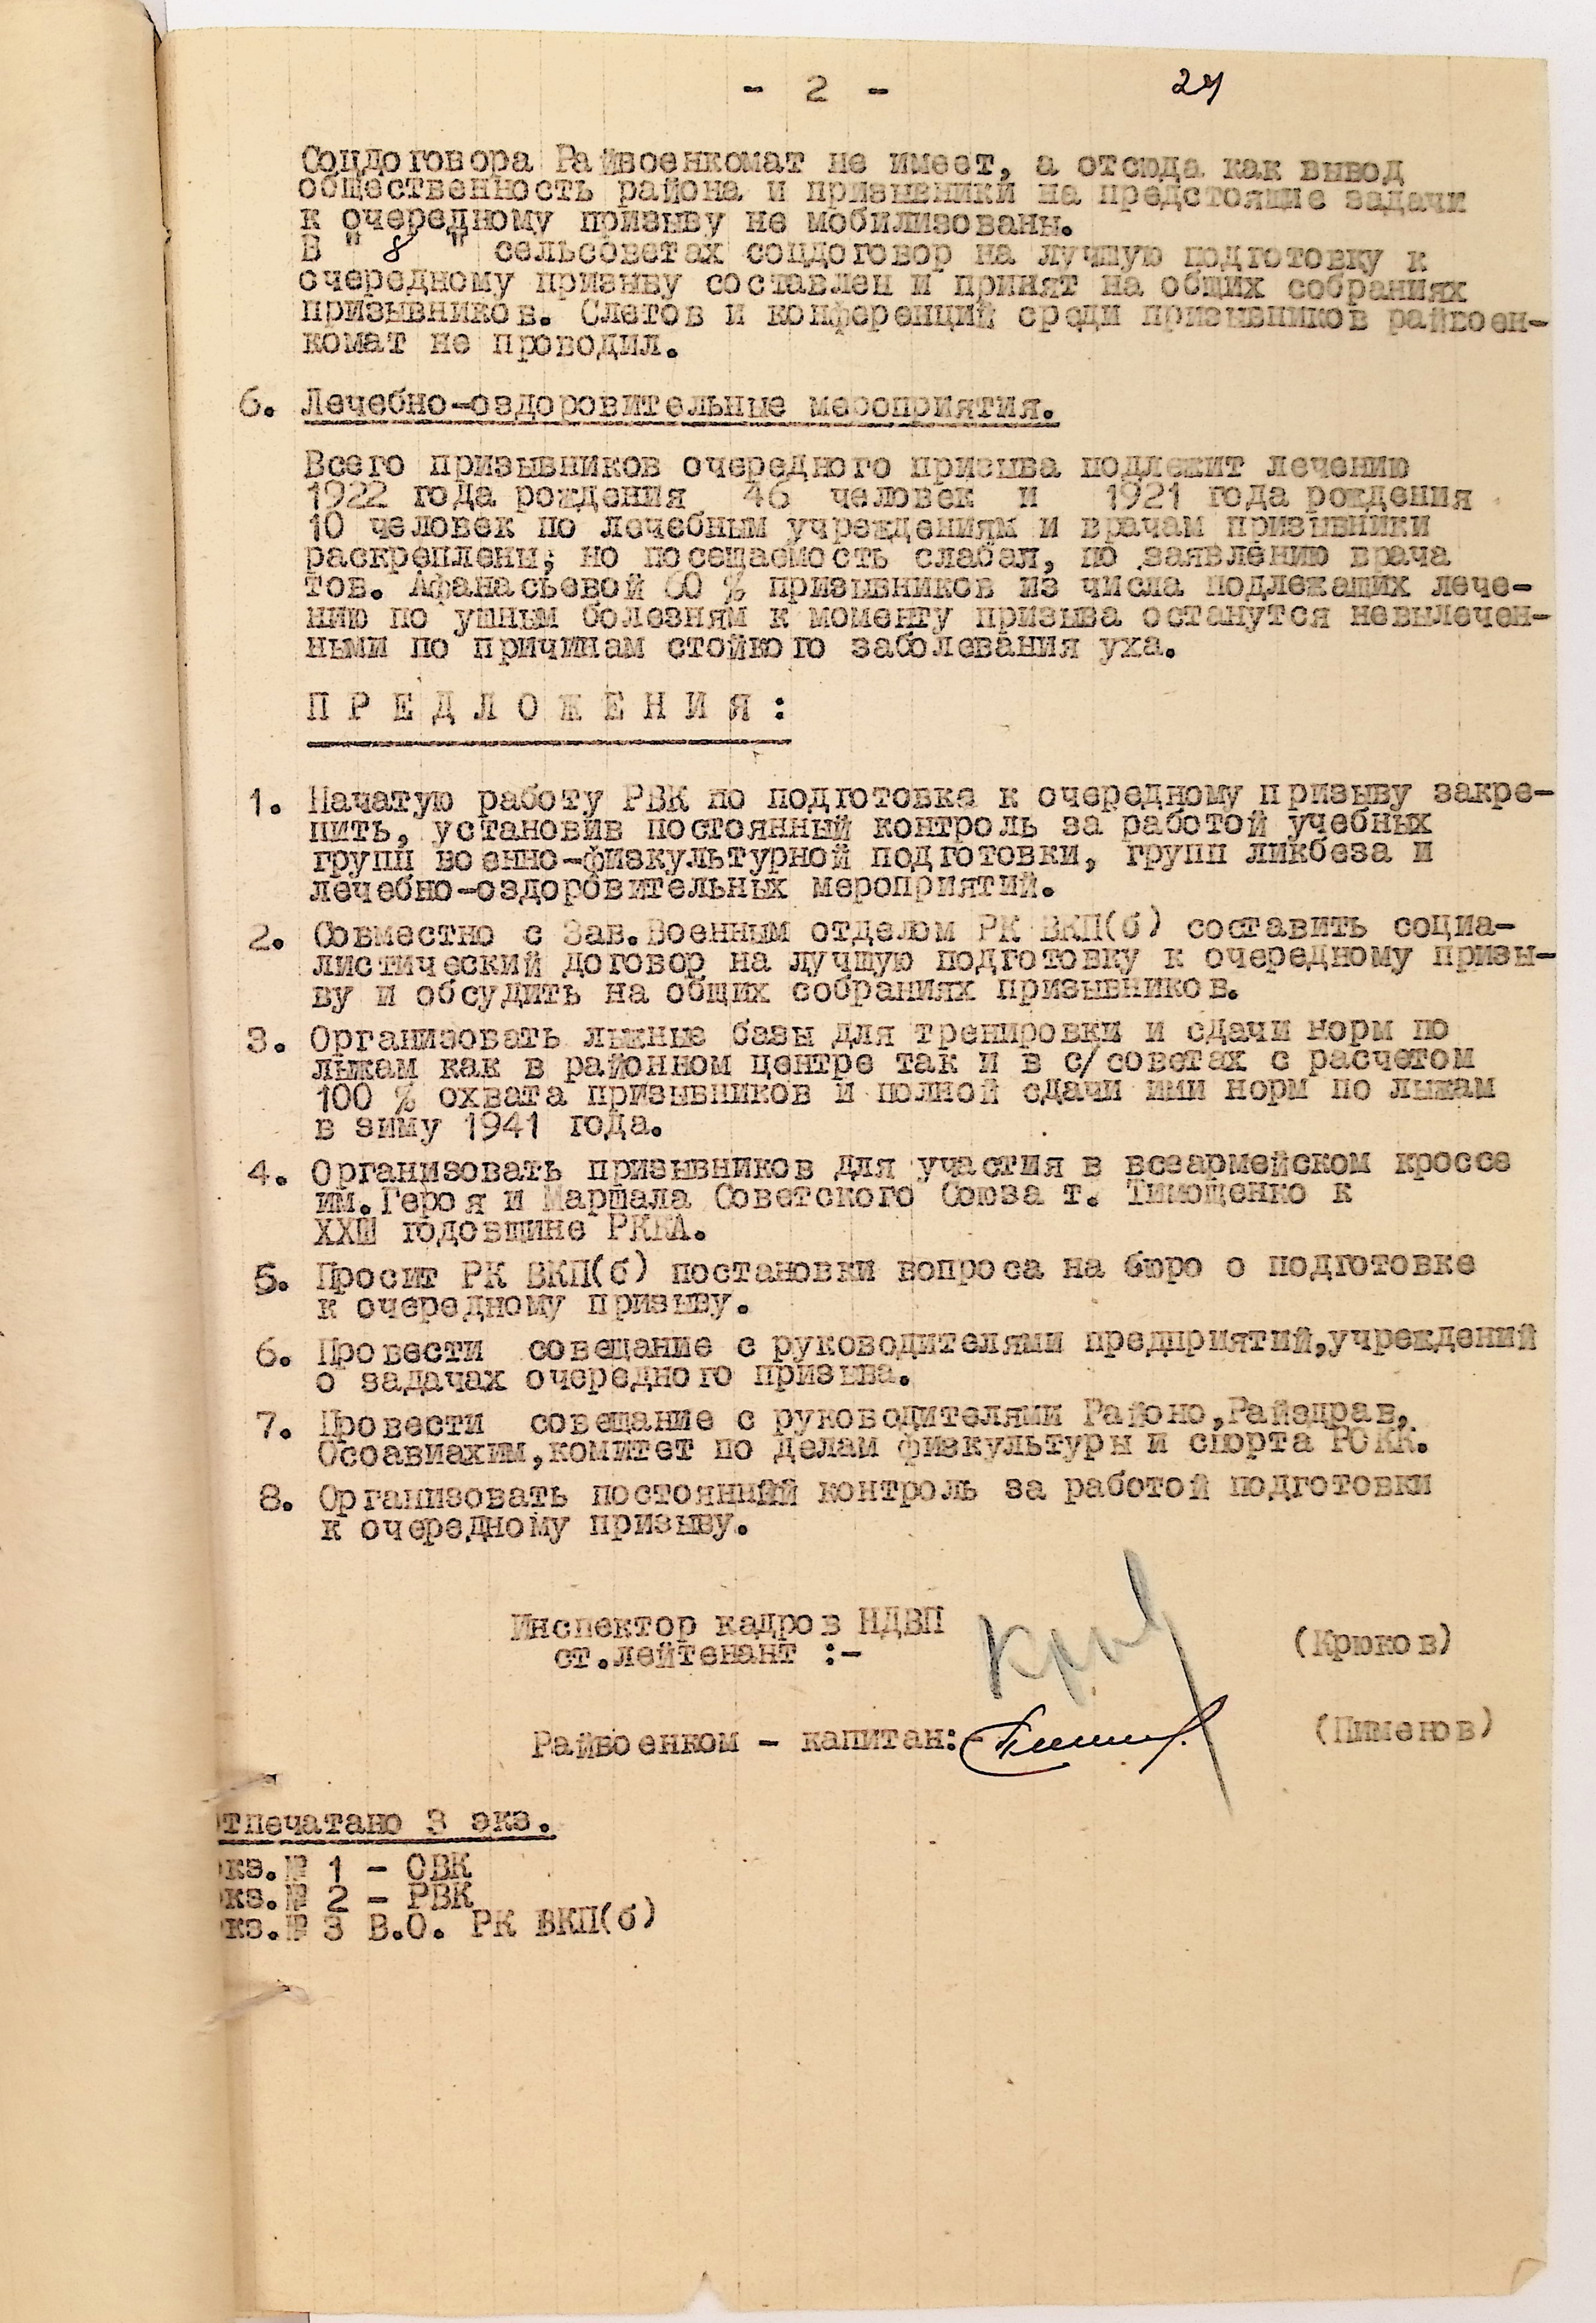 - 2 -
24
Соцдоговора Райвоенкомат не имеет, а отсюда как вывод
общественность района и призывники на предстоящие задачи
к очередному призыву не мобилизованы.
В " 8 " сельсоветах соцдоговор на лучшую подготовку к
очередному призыву составлен и принят на общих собраниях
призывников. Слетов и конференций среди призывников райвоен-
комат не проводил.
6. Лечебно-оздоровительные мероприятия.
Всего призывников очередного призыва подлежит лечению
1922 года рождения 46 человек и 1921 года рождения
10 человек по лечебным учреждениям и врачам призывники
раскреплены; но посещаемость слабая, по заявлению врача
тов. Афанасьевой 60 % призывников из числа подлежащих лече-
нию по ушным болезням к моменту призыва останутся невылечен-
ными по причинам стойкого заболевания уха.
П Р Е Д Л О Ж Е Н И Я :
1. Начатую работу РВК по подготовке к очередному призыву закре-
пить, установив постоянный контроль за работой учебных
групп военно-физкультурной подготовки, групп ликбеза и
лечебно-оздоровительных мероприятий.
2. Совместно с Зав.Военным отделом РК ВКП(б) составить социа-
листический договор на лучшую подготовку к очередному призы-
ву и обсудить на общих собраниях призывников.
3. Организовать лыжные базы для тренировки и сдачи норм по
лыжам как в районном центре так и в с/советах с расчетом
100 % охвата призывников и полной сдачи ими норм по лыжам
в зиму 1941 года.
4. Организовать призывников для участия в всеармейском кроссе
им.Героя и Маршала Советского Союза т. Тимощенко к
ХХШ годовщине РККА.
5. Просит РК ВКП(б) постановки вопроса на бюро о подготовке
к очередному призыву.
6. Провести совещание с руководителями предприятий,учреждений
о задачах очередного призыва.
7. Провести совещание с руководителями Районо,Райздрав,
Осоавиахим,комитет по делам физкультуры и спорта РОКК.
8. Организовать постоянный контроль за работой подготовки
к очередному призыву.
Инспектор кадров НДВП
ст.лейтенант :- (Крюков)
Райвоенком - капитан:- (Пименов)
отпечатано 3 экз.
кз.№ 1 - ОВК
кз.№ 2 - РВК
кз.№ 3 В.О. РК ВКП(б)